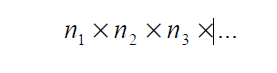 n₁ × n₂ × n₃ × ...